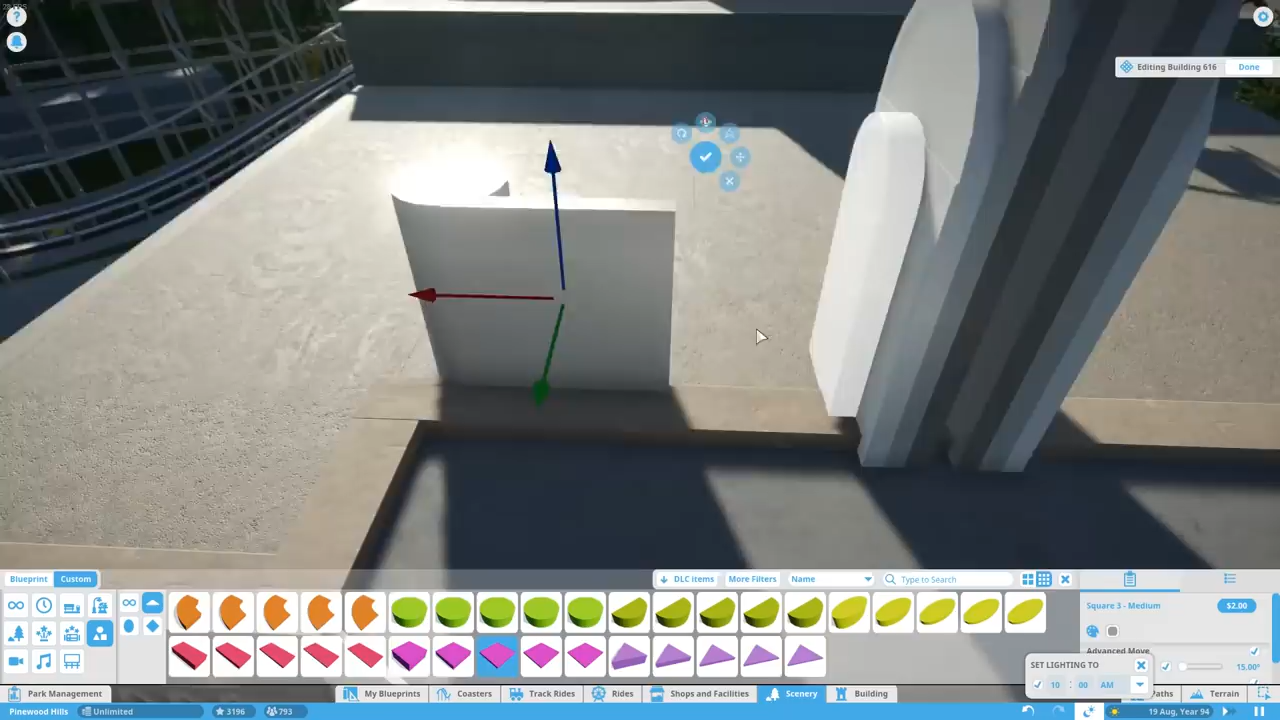 ?
Editing Building 616 Done
Blueprint Custom
DLC Items More Filters Name Type to Search
Square 3 - Medium $2.00
Advanced Move
15.00°
SET LIGHTING TO
10 : 00 AM
Park Management My Blueprints Coasters Track Rides Rides Shops and Facilities Scenery Building Paths Terrain
Pinewood Hills Unlimited 3196 793 19 Aug, Year 94